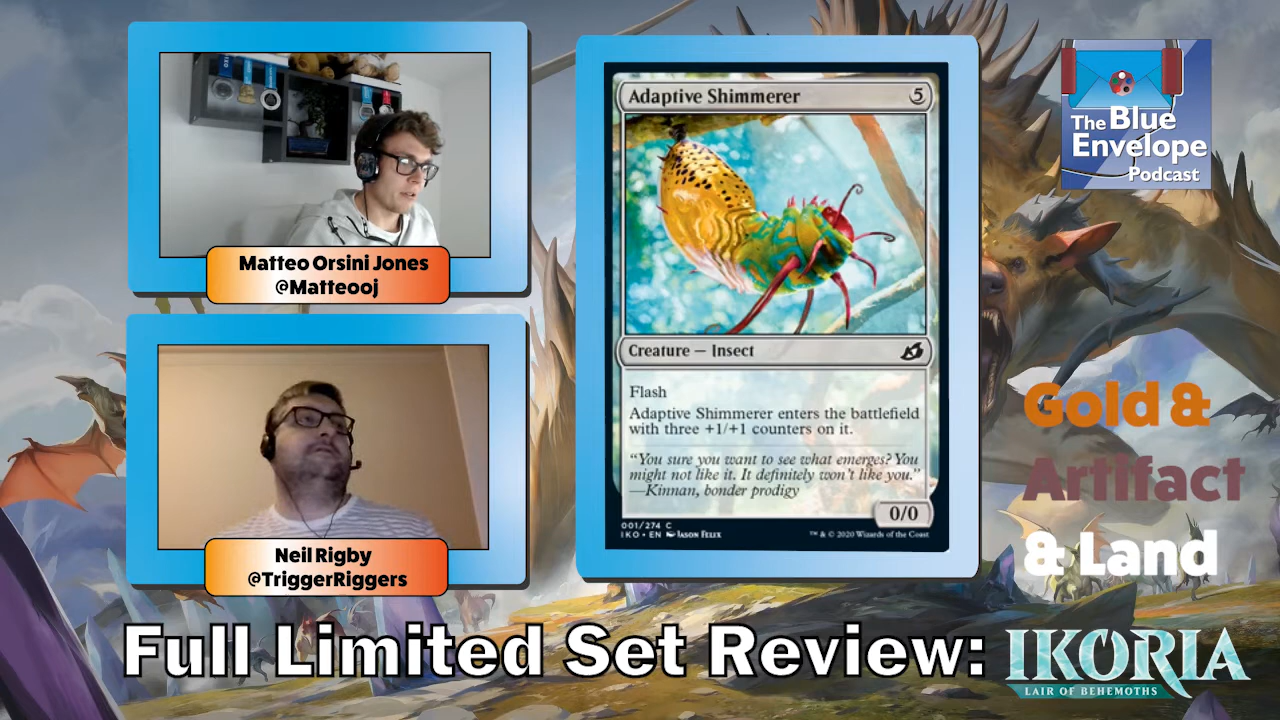 Matteo Orsini Jones
@Matteooj
Neil Rigby
@TriggerRiggers
Adaptive Shimmerer 5
Creature — Insect
Flash
Adaptive Shimmerer enters the battlefield
with three +1/+1 counters on it.
“You sure you want to see what emerges? You
might not like it. It definitely won't like you.”
—Kinnan, bonder prodigy
0/0
001/274 C
IKO • EN Jason Felix
™ & © 2020 Wizards of the Coast
The Blue
Envelope
Podcast
Gold &
Artifact
& Land
Full Limited Set Review:
IKORIA
LAIR OF BEHEMOTHS